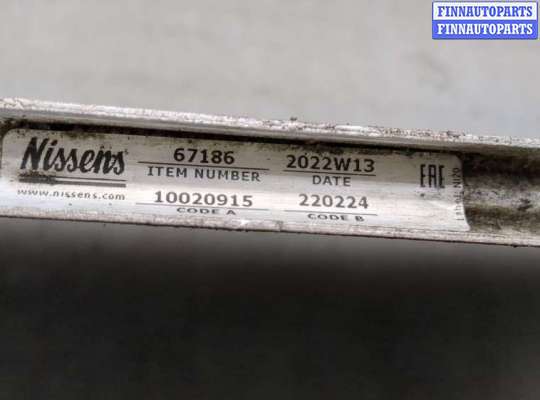 FINNAUTOPARTS
FINNAUTOPARTS
Nissens
www.nissens.com
67186
ITEM NUMBER
10020915
CODE A
2022W13
DATE
220224
CODE B
EAC